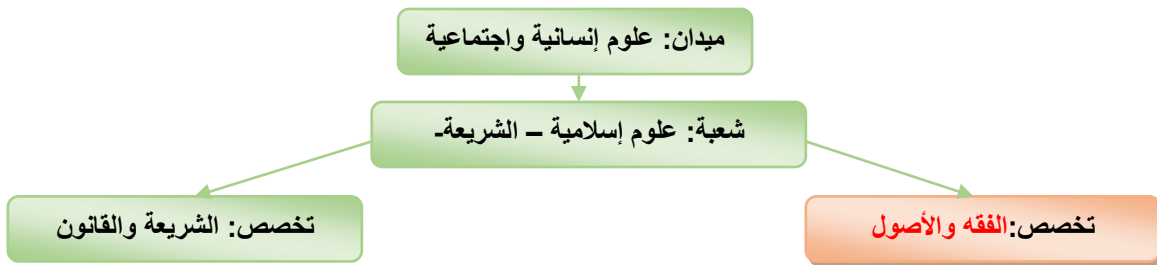 ميدان: علوم إنسانية واجتماعية
شعبة: علوم إسلامية – الشريعة-
تخصص:الفقه والأصول
تخصص: الشريعة والقانون